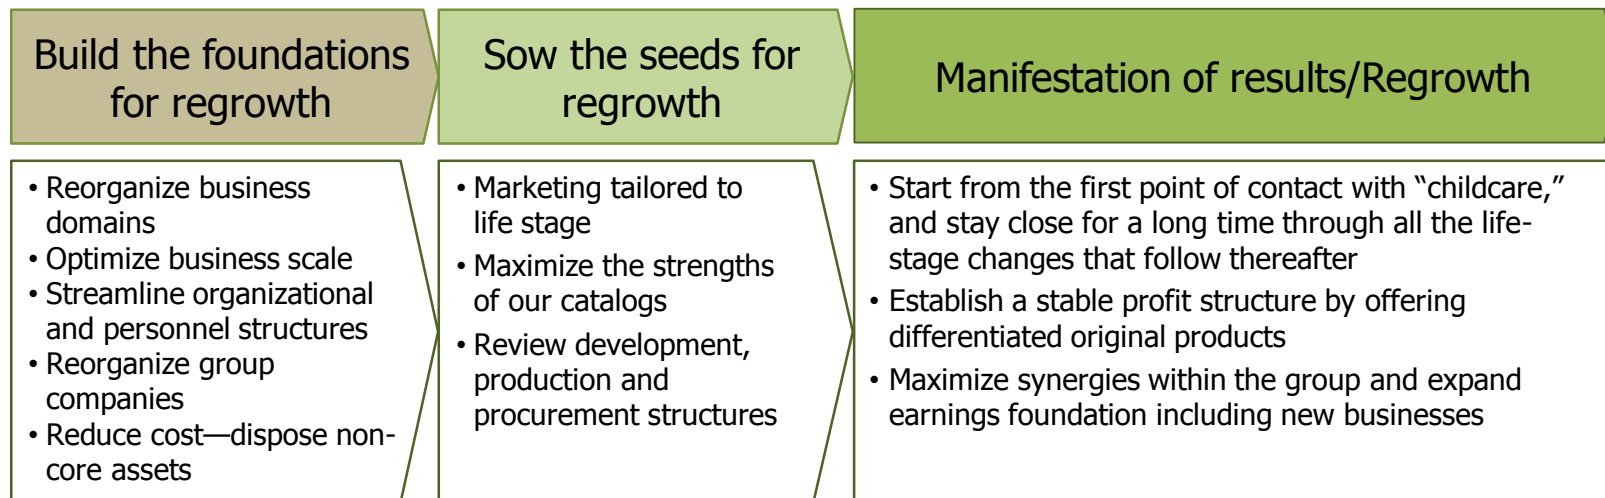 Build the foundations
for regrowth
Sow the seeds for
regrowth
Manifestation of results/Regrowth
• Reorganize business
domains
• Optimize business scale
• Streamline organizational
and personnel structures
• Reorganize group
companies
• Reduce cost—dispose non-
core assets
• Marketing tailored to
life stage
• Maximize the strengths
of our catalogs
• Review development,
production and
procurement structures
• Start from the first point of contact with “childcare,”
and stay close for a long time through all the life-
stage changes that follow thereafter
• Establish a stable profit structure by offering
differentiated original products
• Maximize synergies within the group and expand
earnings foundation including new businesses